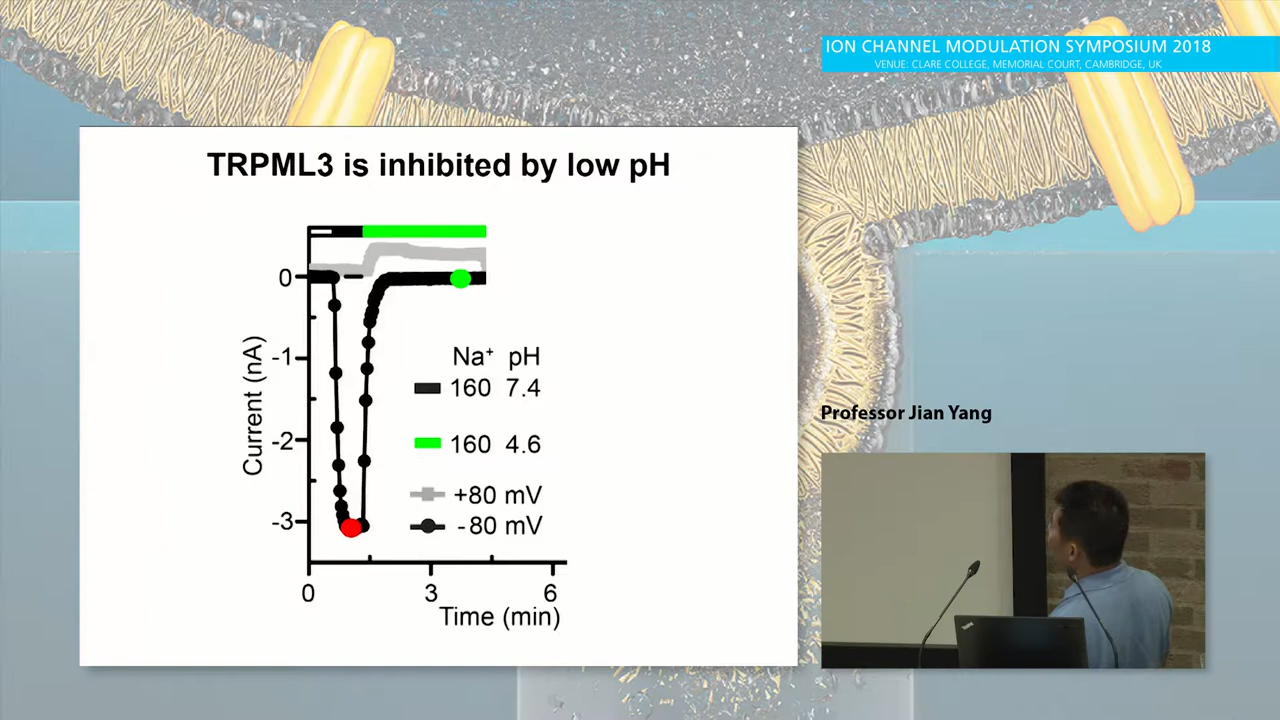 ION CHANNEL MODULATION SYMPOSIUM 2018
VENUE: CLARE COLLEGE, MEMORIAL COURT, CAMBRIDGE, UK
TRPML3 is inhibited by low pH
0
-1
-2
-3
Current (nA)
Na⁺ pH
160 7.4
160 4.6
+80 mV
-80 mV
0 3 6
Time (min)
Professor Jian Yang
ThinkPad